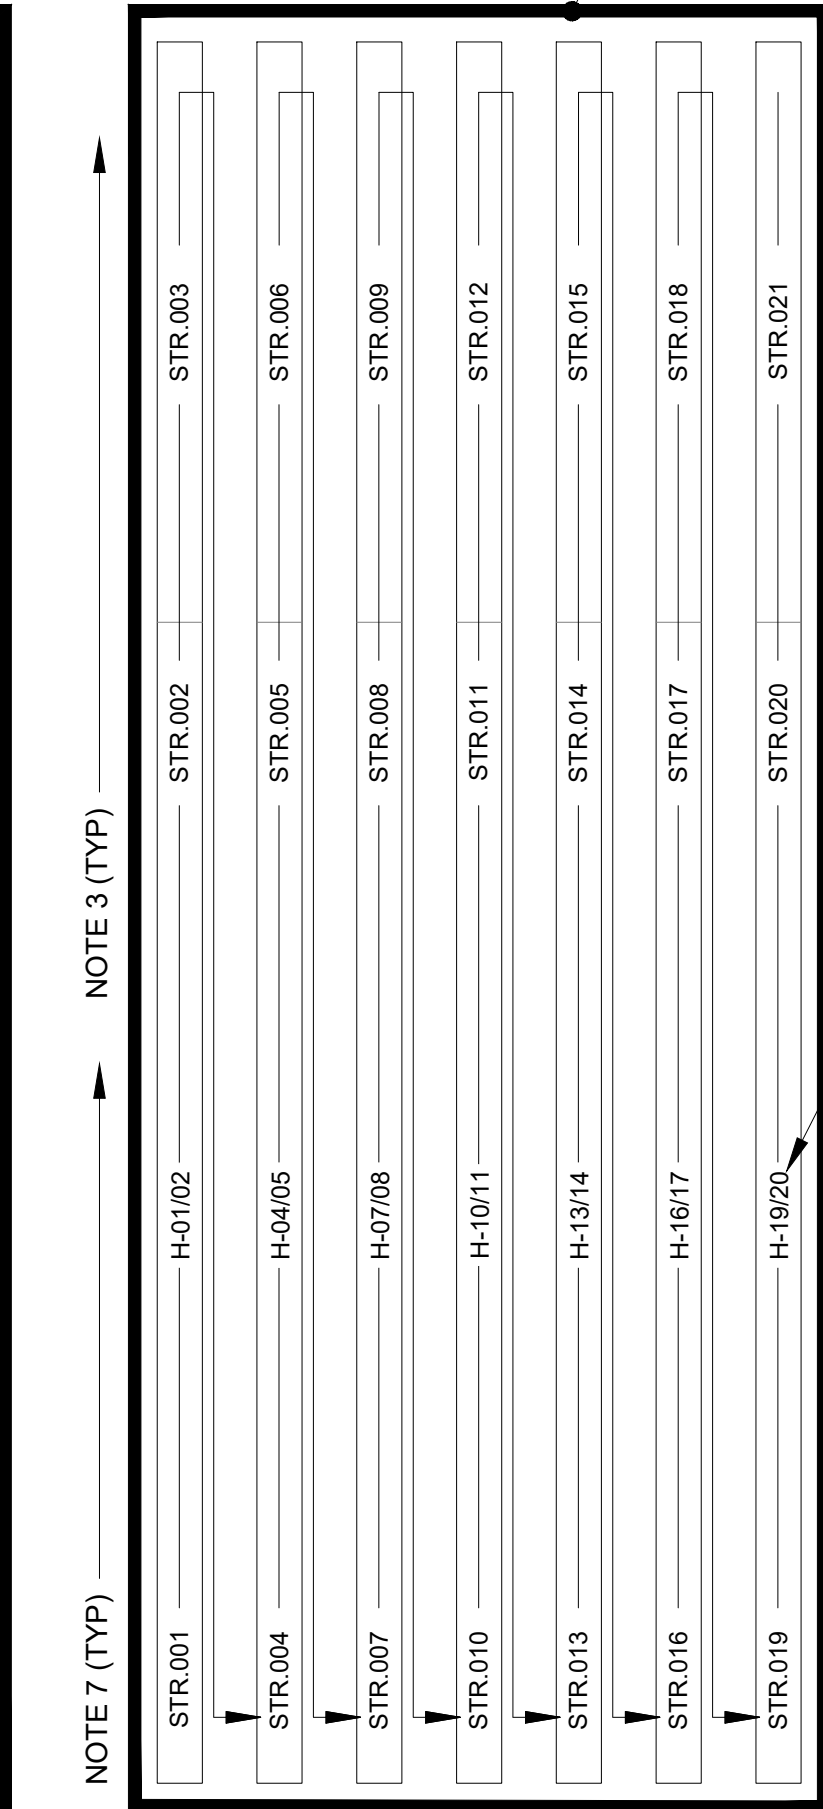 NOTE 7 (TYP)
NOTE 3 (TYP)
STR.001
H-01/02
STR.002
STR.003
STR.004
H-04/05
STR.005
STR.006
STR.007
H-07/08
STR.008
STR.009
STR.010
H-10/11
STR.011
STR.012
STR.013
H-13/14
STR.014
STR.015
STR.016
H-16/17
STR.017
STR.018
STR.019
H-19/20
STR.020
STR.021